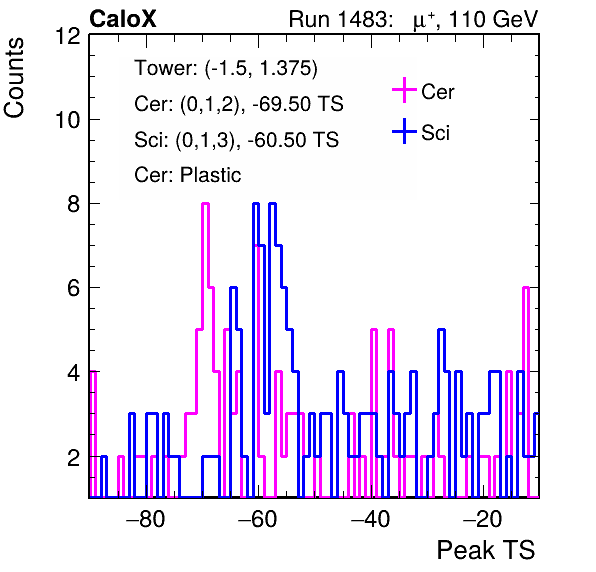 CaloX Run 1483: μ⁺, 110 GeV
Counts
12
10
8
6
4
2
Tower: (-1.5, 1.375)
Cer: (0,1,2), -69.50 TS
Sci: (0,1,3), -60.50 TS
Cer: Plastic
Cer
Sci
−80 −60 −40 −20
Peak TS